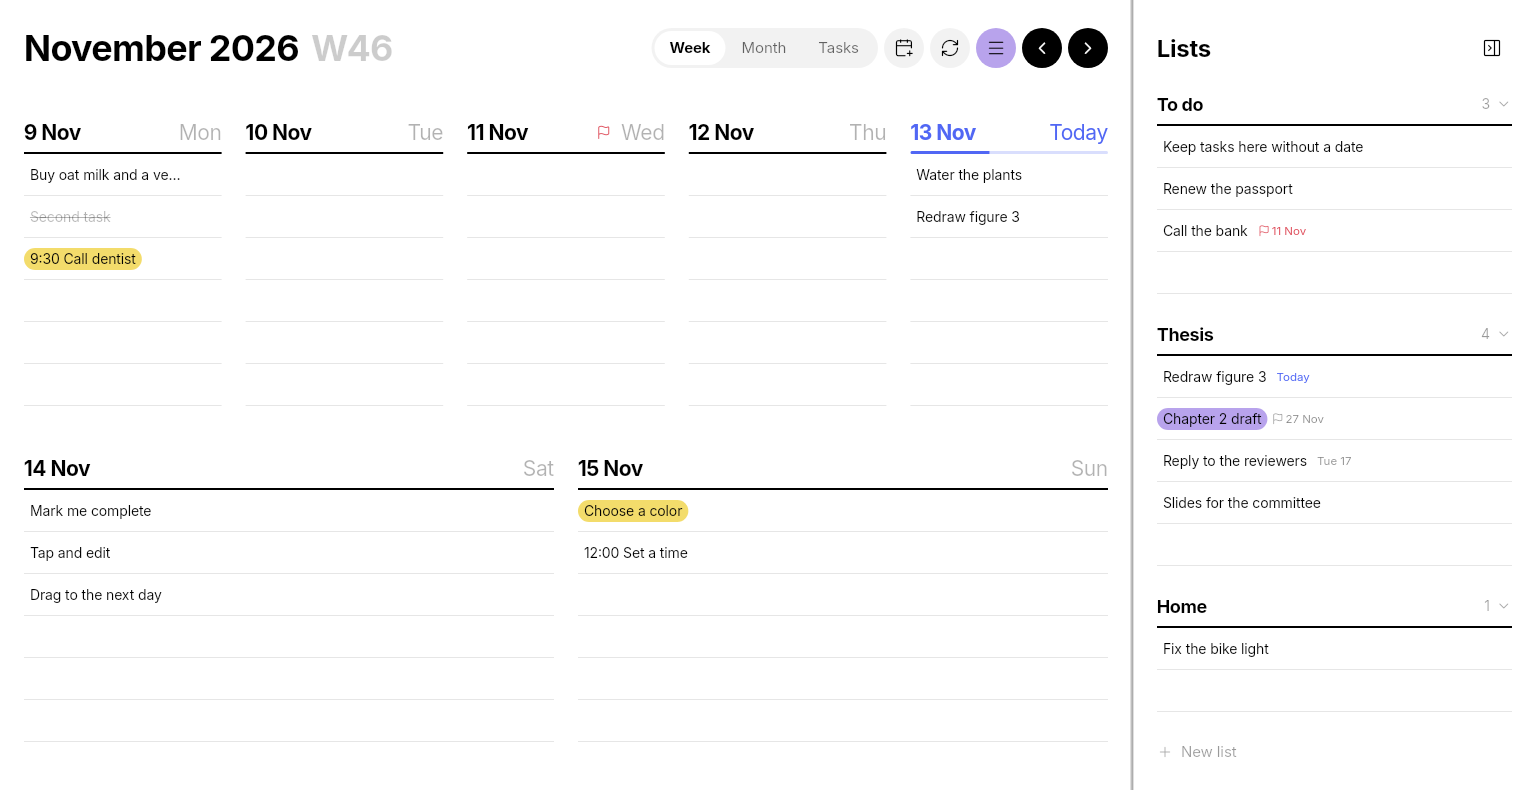 November 2026 W46
Week Month Tasks
9 Nov Mon
Buy oat milk and a ve...
Second task
9:30 Call dentist
10 Nov Tue
11 Nov Wed
12 Nov Thu
13 Nov Today
Water the plants
Redraw figure 3
14 Nov Sat
Mark me complete
Tap and edit
Drag to the next day
15 Nov Sun
Choose a color
12:00 Set a time
Lists
To do 3
Keep tasks here without a date
Renew the passport
Call the bank 11 Nov
Thesis 4
Redraw figure 3 Today
Chapter 2 draft 27 Nov
Reply to the reviewers Tue 17
Slides for the committee
Home 1
Fix the bike light
+ New list